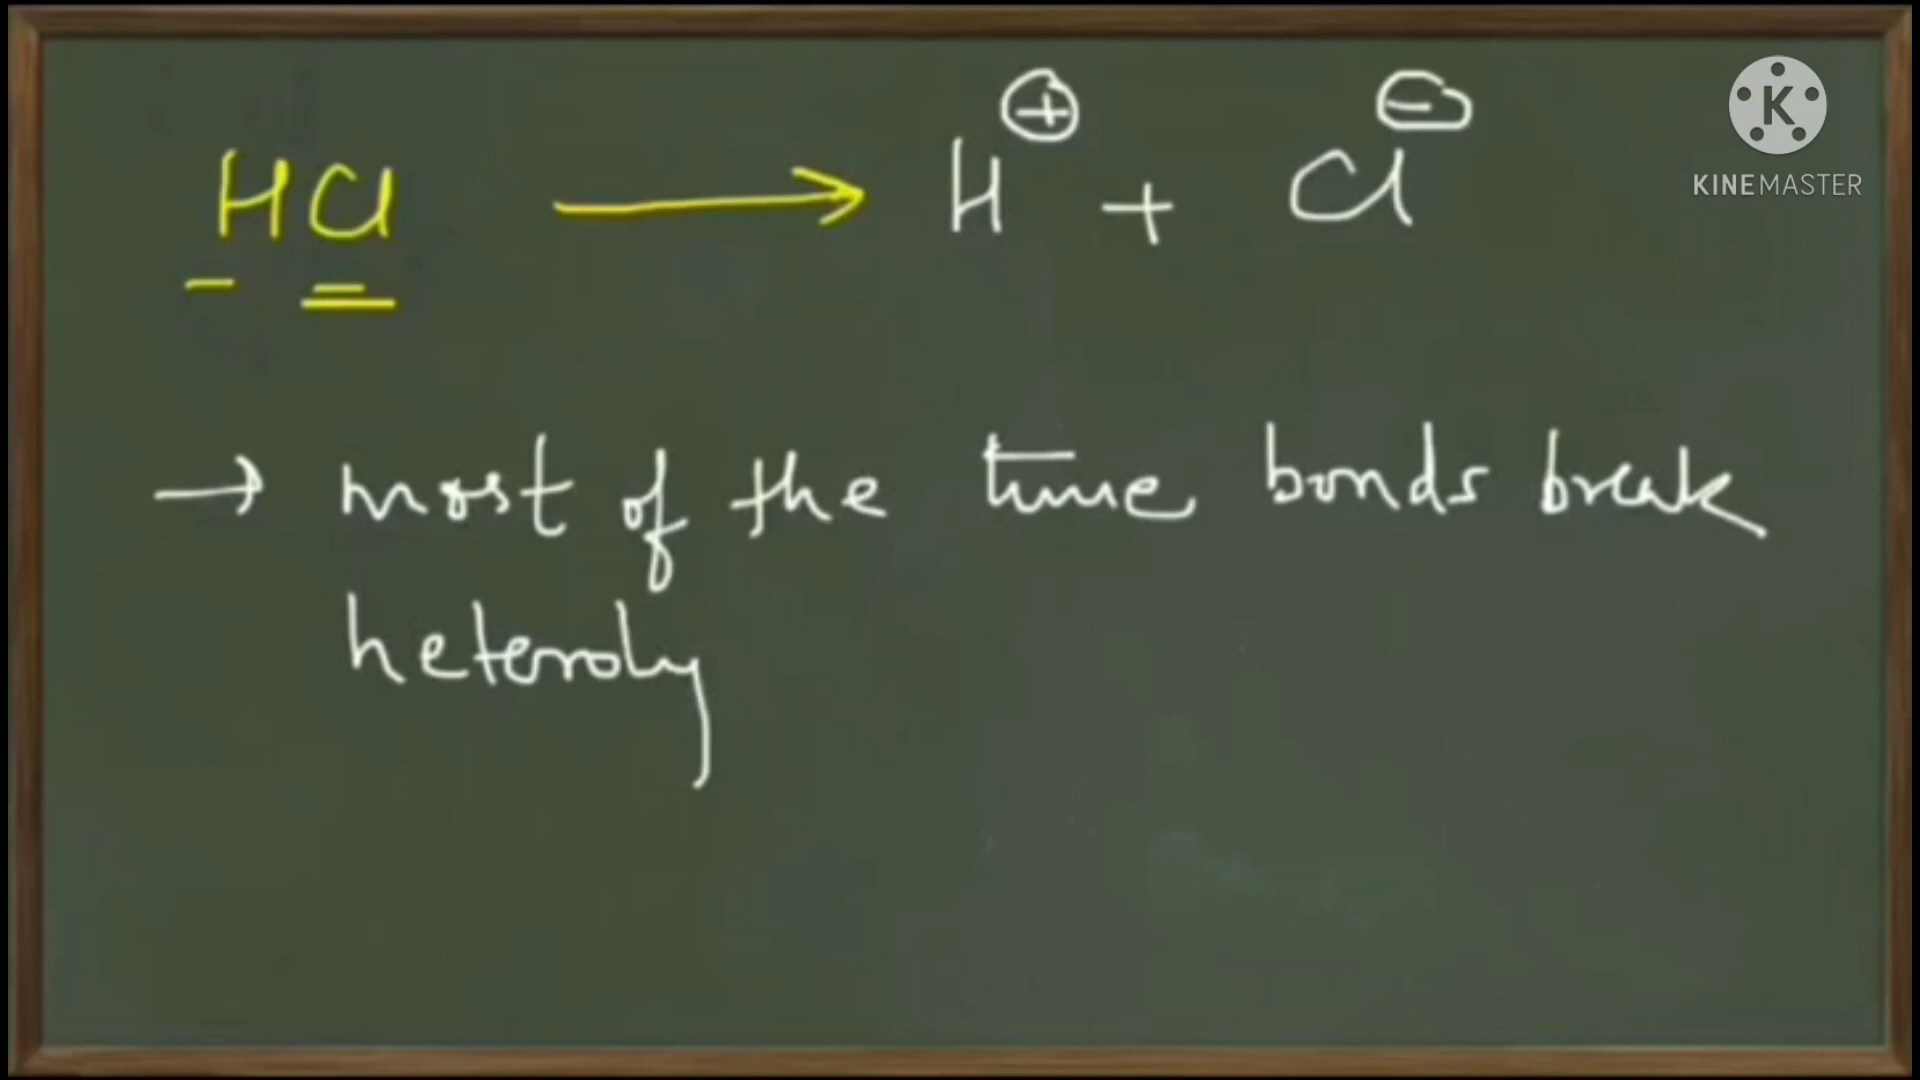 HCl → H⊕ + Cl⊖
K
KINEMASTER
→ most of the time bonds break
heteroly